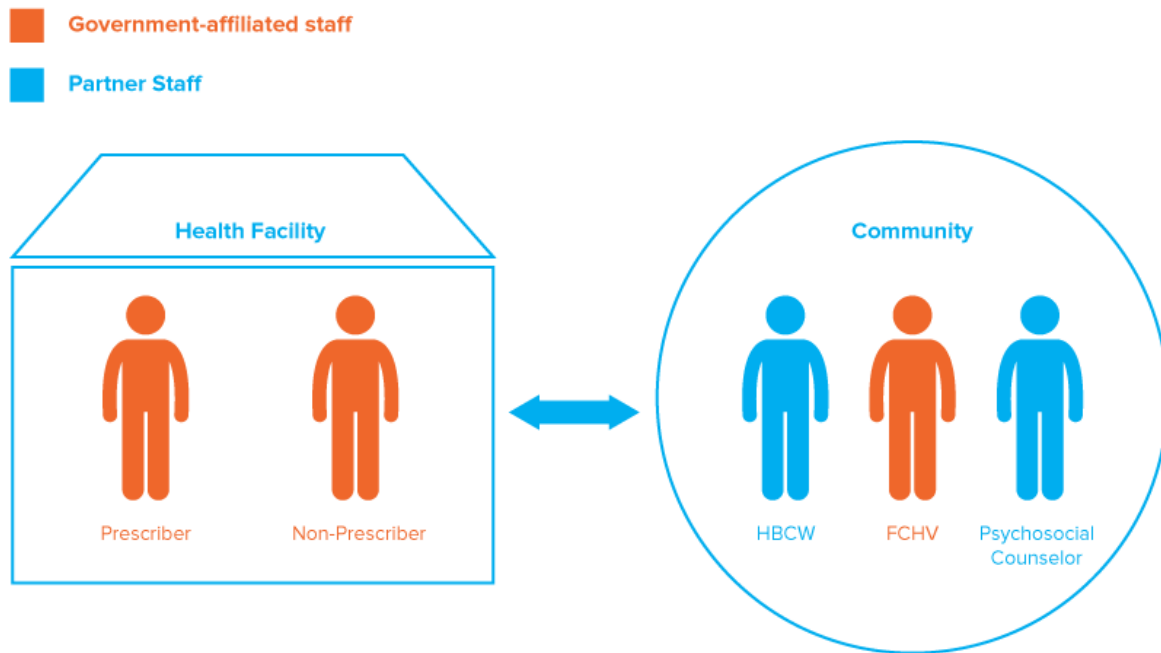 Government-affiliated staff
Partner Staff
Health Facility
Community
Prescriber
Non-Prescriber
HBCW
FCHV
Psychosocial
Counselor